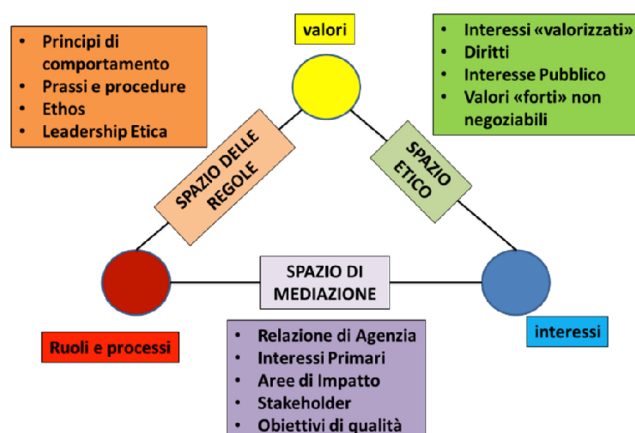 valori
• Principi di
comportamento
• Prassi e procedure
• Ethos
• Leadership Etica
• Interessi «valorizzati»
• Diritti
• Interesse Pubblico
• Valori «forti» non
negoziabili
SPAZIO DELLE
REGOLE
SPAZIO
ETICO
SPAZIO DI
MEDIAZIONE
Ruoli e processi
interessi
• Relazione di Agenzia
• Interessi Primari
• Aree di Impatto
• Stakeholder
• Obiettivi di qualità